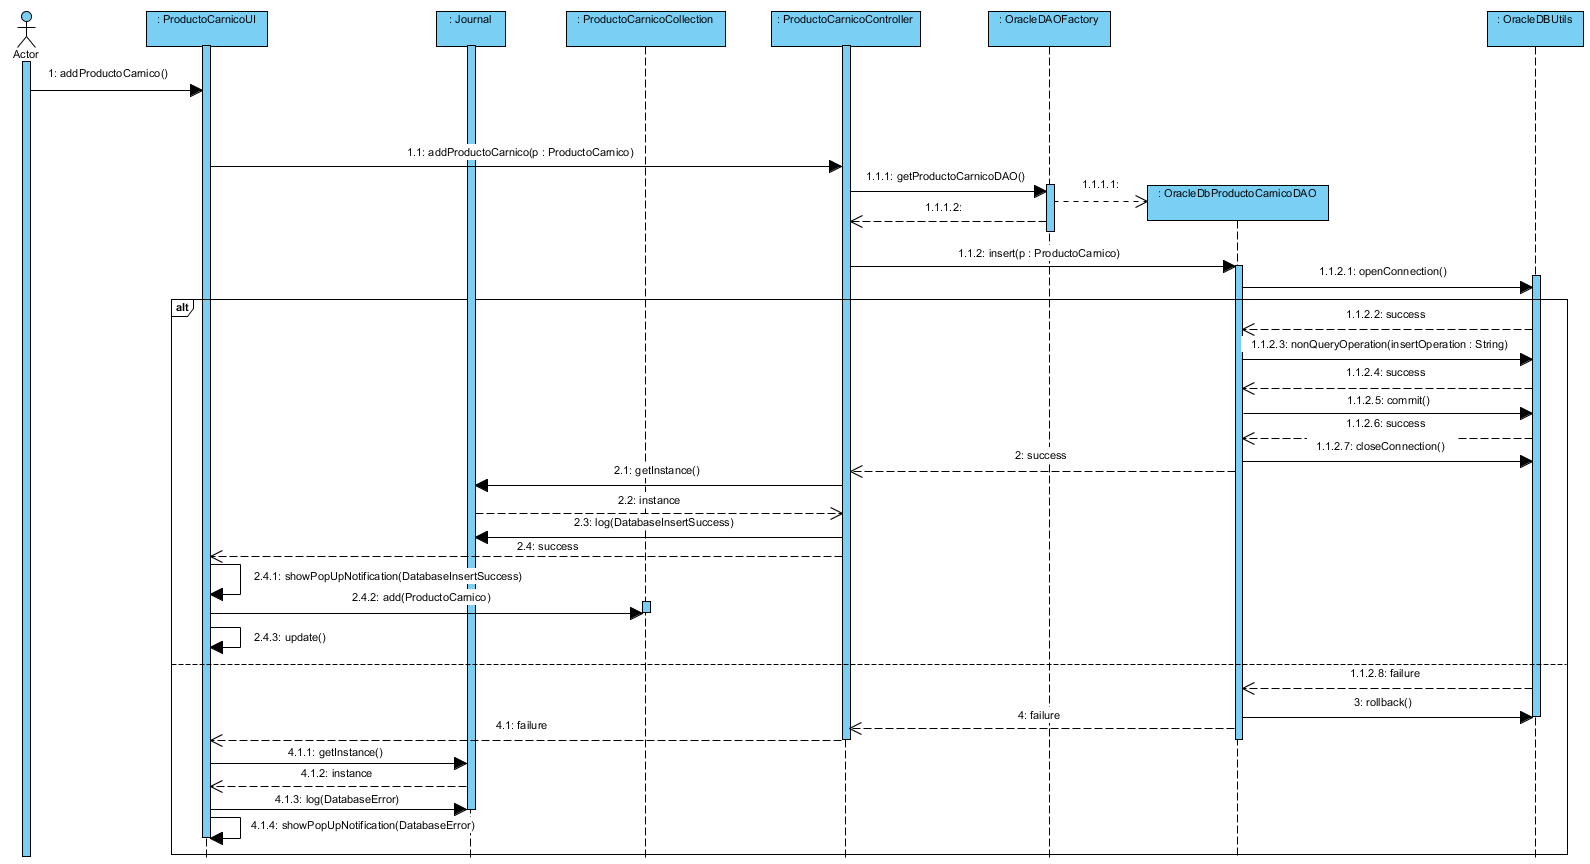 : ProductoCarnicoUI
: Journal
: ProductoCarnicoCollection
: ProductoCarnicoController
: OracleDAOFactory
: OracleDBUtils
Actor
1: addProductoCarnico()
1.1: addProductoCarnico(p : ProductoCarnico)
1.1.1: getProductoCarnicoDAO()
1.1.1.1:
: OracleDbProductoCarnicoDAO
1.1.1.2:
1.1.2: insert(p : ProductoCarnico)
1.1.2.1: openConnection()
alt
1.1.2.2: success
1.1.2.3: nonQueryOperation(insertOperation : String)
1.1.2.4: success
1.1.2.5: commit()
1.1.2.6: success
1.1.2.7: closeConnection()
2: success
2.1: getInstance()
2.2: instance
2.3: log(DatabaseInsertSuccess)
2.4: success
2.4.1: showPopUpNotification(DatabaseInsertSuccess)
2.4.2: add(ProductoCarnico)
2.4.3: update()
1.1.2.8: failure
3: rollback()
4: failure
4.1: failure
4.1.1: getInstance()
4.1.2: instance
4.1.3: log(DatabaseError)
4.1.4: showPopUpNotification(DatabaseError)